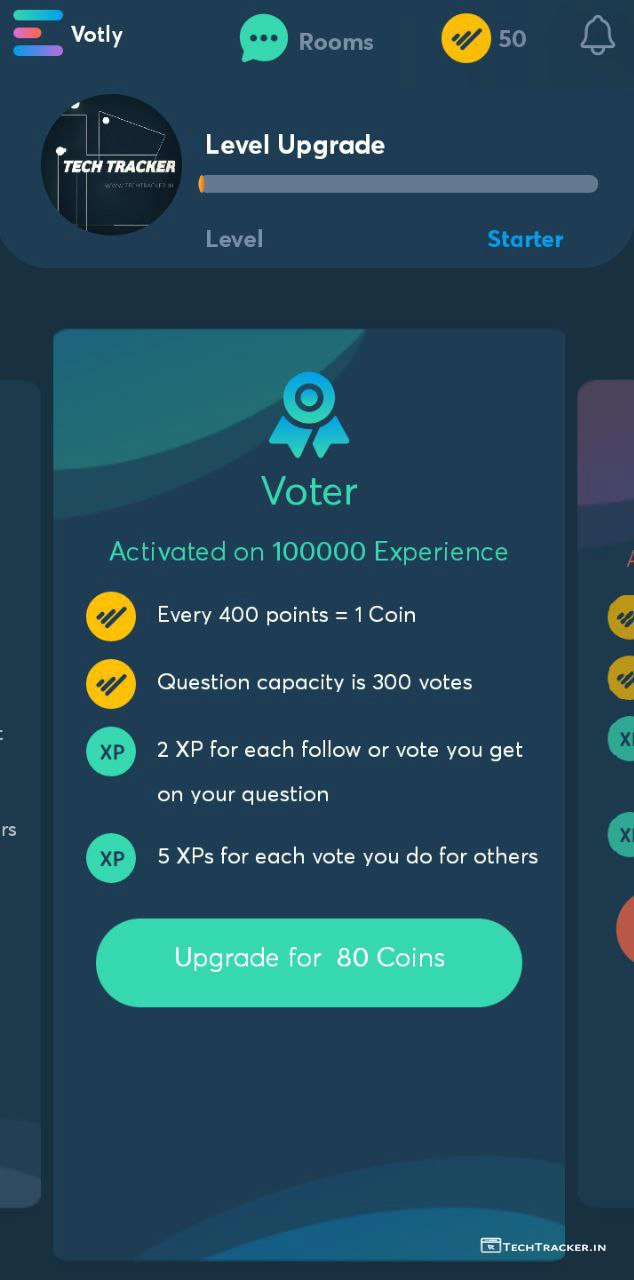 Votly
Rooms
50
TECH TRACKER
WWW.TECHTRACKER.IN
Level Upgrade
Level
Starter
Voter
Activated on 100000 Experience
Every 400 points = 1 Coin
Question capacity is 300 votes
XP
2 XP for each follow or vote you get
on your question
XP
5 XPs for each vote you do for others
rs
Upgrade for 80 Coins
TECHTRACKER.IN